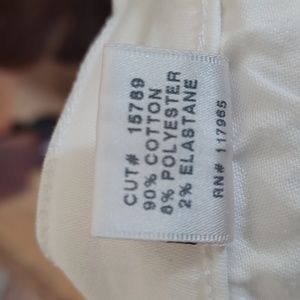 CUT# 15789
90% COTTON
8% POLYESTER
2% ELASTANE
RN# 117965